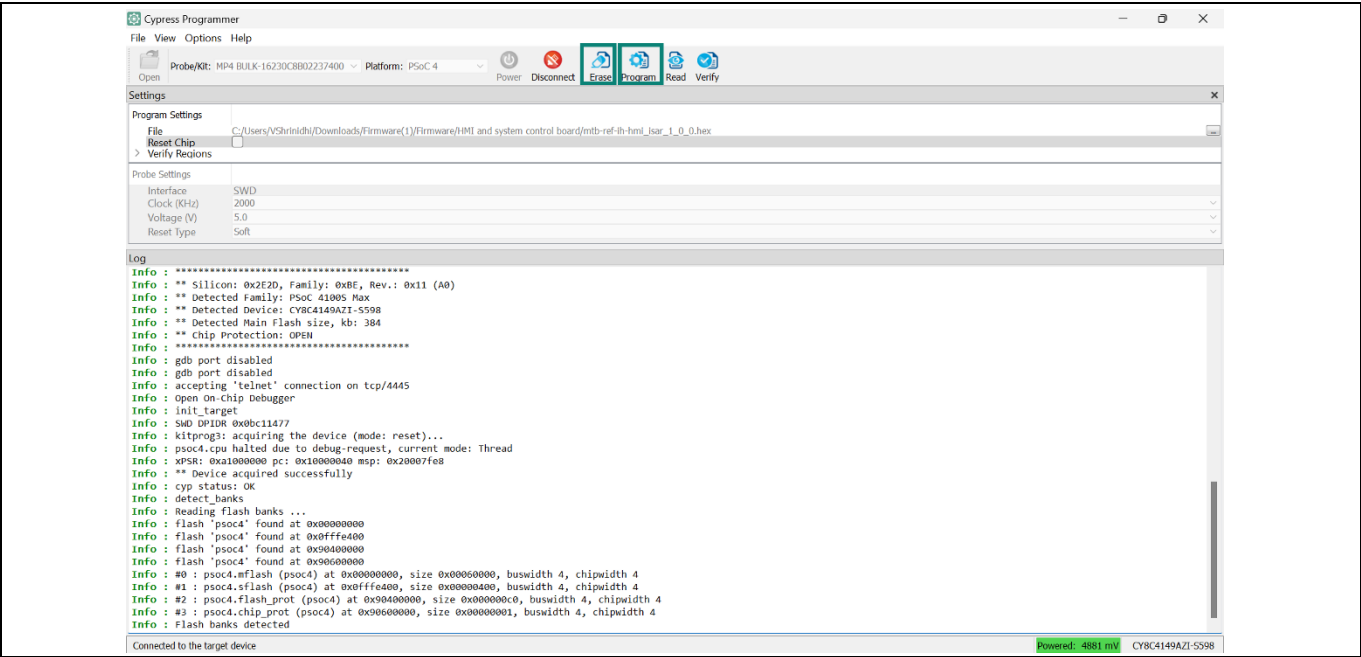 Cypress Programmer
File View Options Help
Open Probe/Kit: MP4 BULK-16230C8B02237400 Platform: PSoC 4 Power Disconnect Erase Program Read Verify
Settings
Program Settings
File C:/Users/VShrinidhi/Downloads/Firmware(1)/Firmware/HMI and system control board/mtb-ref-ih-hmi_isar_1_0_0.hex ...
Reset Chip
> Verify Regions
Probe Settings
Interface SWD
Clock (KHz) 2000
Voltage (V) 5.0
Reset Type Soft
Log
Info : *****************************************
Info : ** Silicon: 0x2E2D, Family: 0xBE, Rev.: 0x11 (A0)
Info : ** Detected Family: PSoC 4100S Max
Info : ** Detected Device: CY8C4149AZI-S598
Info : ** Detected Main Flash size, kb: 384
Info : ** Chip Protection: OPEN
Info : *****************************************
Info : gdb port disabled
Info : gdb port disabled
Info : accepting 'telnet' connection on tcp/4445
Info : Open On-Chip Debugger
Info : init_target
Info : SWD DPIDR 0x0bc11477
Info : kitprog3: acquiring the device (mode: reset)...
Info : psoc4.cpu halted due to debug-request, current mode: Thread
Info : xPSR: 0xa1000000 pc: 0x10000040 msp: 0x20007fe8
Info : ** Device acquired successfully
Info : cyp status: OK
Info : detect_banks
Info : Reading flash banks ...
Info : flash 'psoc4' found at 0x00000000
Info : flash 'psoc4' found at 0x0fffe400
Info : flash 'psoc4' found at 0x90400000
Info : flash 'psoc4' found at 0x90600000
Info : #0 : psoc4.mflash (psoc4) at 0x00000000, size 0x00060000, buswidth 4, chipwidth 4
Info : #1 : psoc4.sflash (psoc4) at 0x0fffe400, size 0x00000400, buswidth 4, chipwidth 4
Info : #2 : psoc4.flash_prot (psoc4) at 0x90400000, size 0x000000c0, buswidth 4, chipwidth 4
Info : #3 : psoc4.chip_prot (psoc4) at 0x90600000, size 0x00000001, buswidth 4, chipwidth 4
Info : Flash banks detected
Connected to the target device Powered: 4881 mV CY8C4149AZI-S598